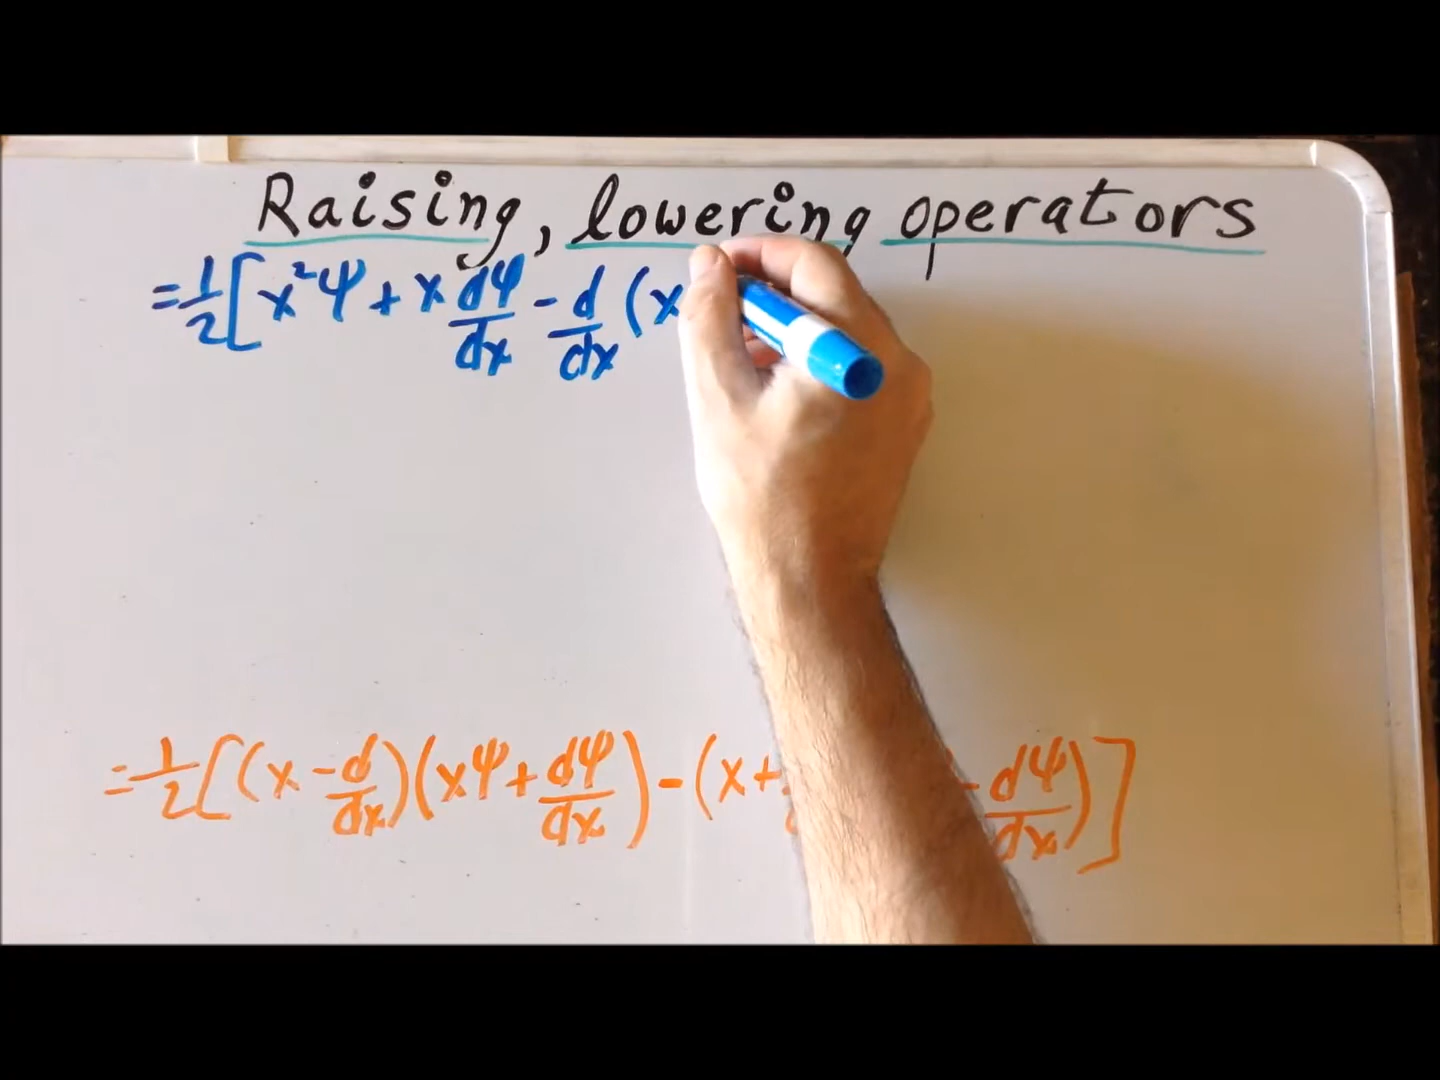 Raising, lowering operators
=1/2[x²ψ + x dψ/dx - d/dx (x
=1/2[(x - d/dx)(xψ + dψ/dx) - (x+ - dψ/dx)]